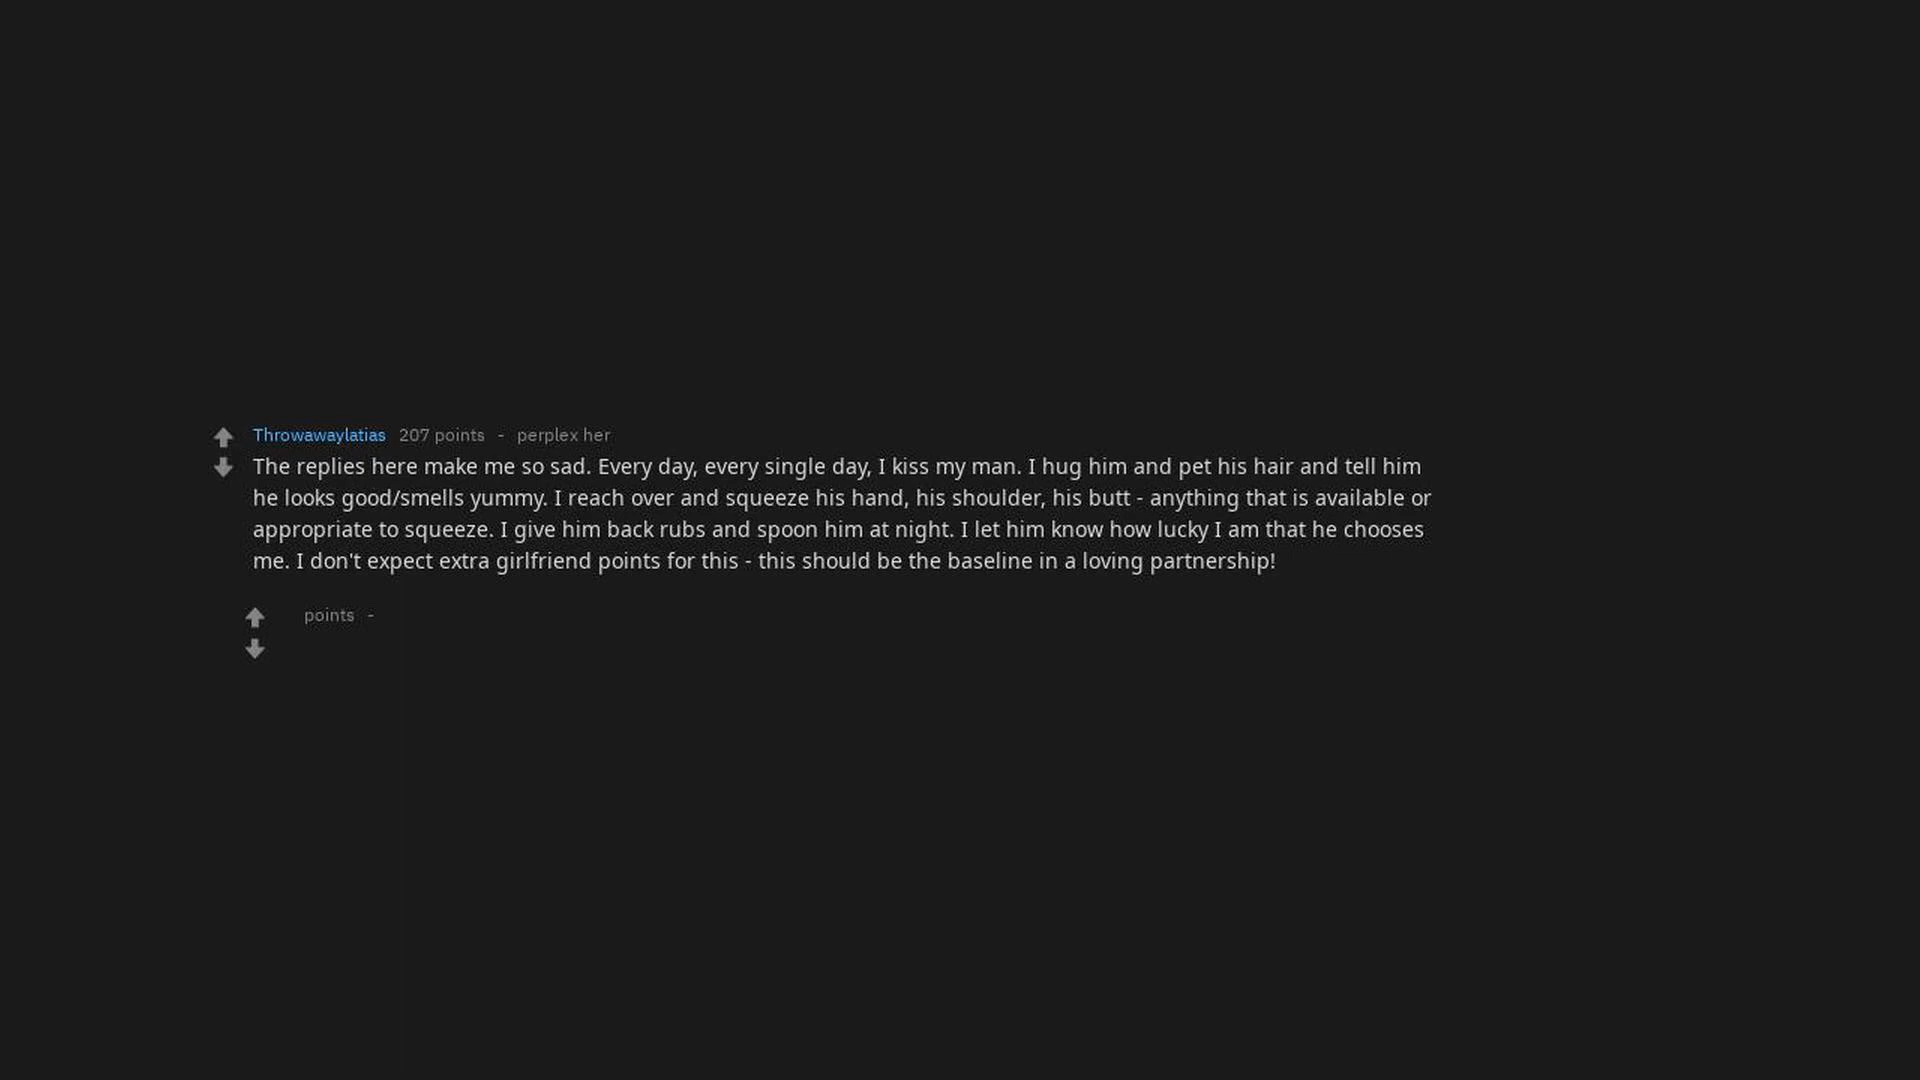 Throwawaylatias 207 points - perplex her
The replies here make me so sad. Every day, every single day, I kiss my man. I hug him and pet his hair and tell him
he looks good/smells yummy. I reach over and squeeze his hand, his shoulder, his butt - anything that is available or
appropriate to squeeze. I give him back rubs and spoon him at night. I let him know how lucky I am that he chooses
me. I don't expect extra girlfriend points for this - this should be the baseline in a loving partnership!
points -